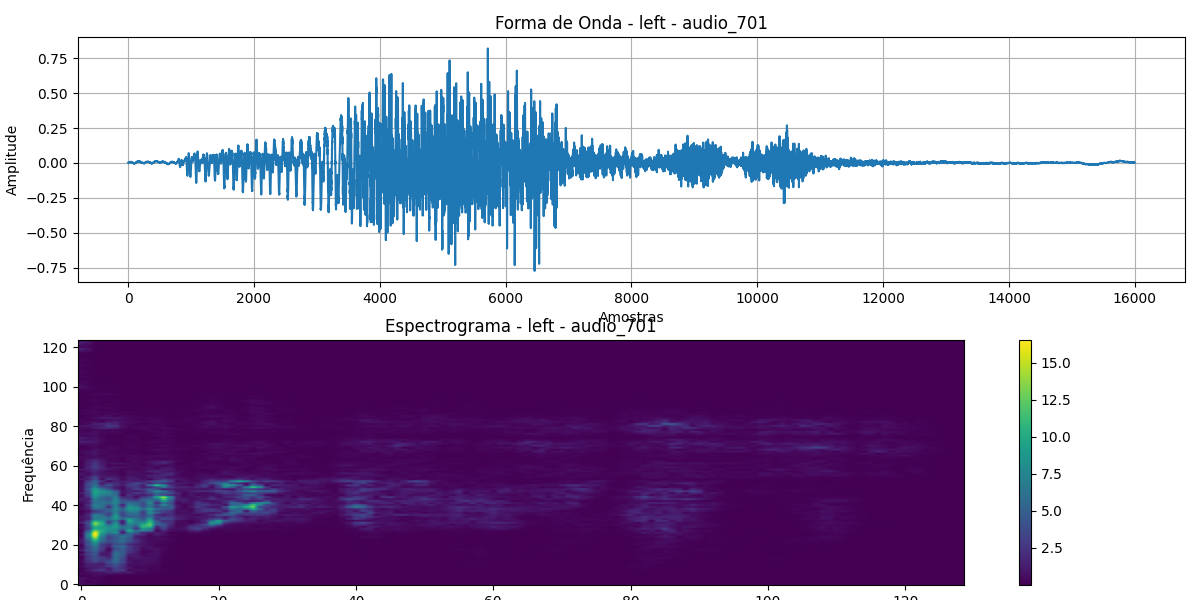 Forma de Onda - left - audio_701
Amplitude
0.75
0.50
0.25
0.00
−0.25
−0.50
−0.75
0 2000 4000 6000 8000 10000 12000 14000 16000
Amostras
Espectrograma - left - audio_701
Frequência
120
100
80
60
40
20
0
0 20 40 60 80 100 120
15.0
12.5
10.0
7.5
5.0
2.5